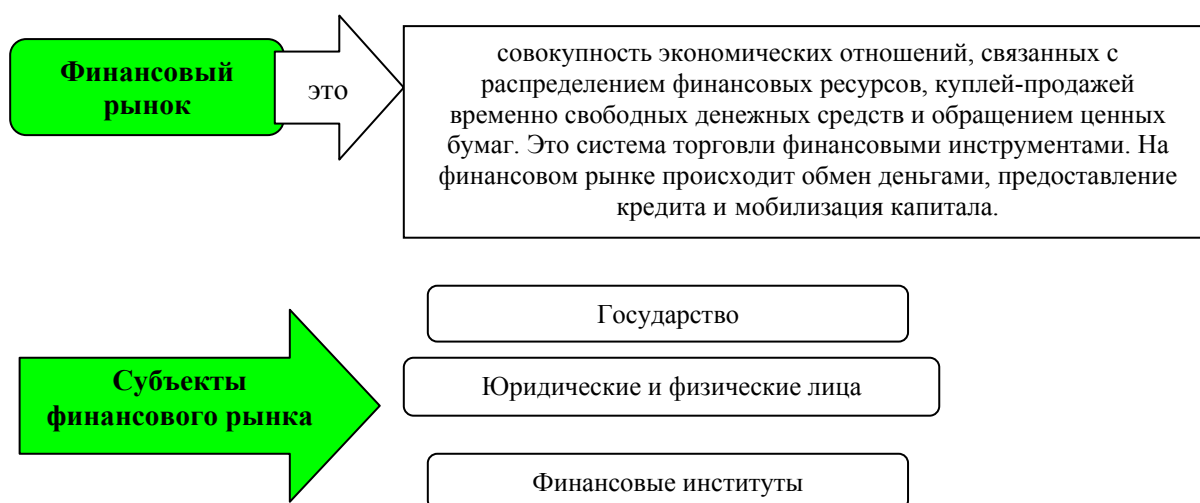 Финансовый
рынок
это
совокупность экономических отношений, связанных с
распределением финансовых ресурсов, куплей-продажей
временно свободных денежных средств и обращением ценных
бумаг. Это система торговли финансовыми инструментами. На
финансовом рынке происходит обмен деньгами, предоставление
кредита и мобилизация капитала.
Субъекты
финансового рынка
Государство
Юридические и физические лица
Финансовые институты